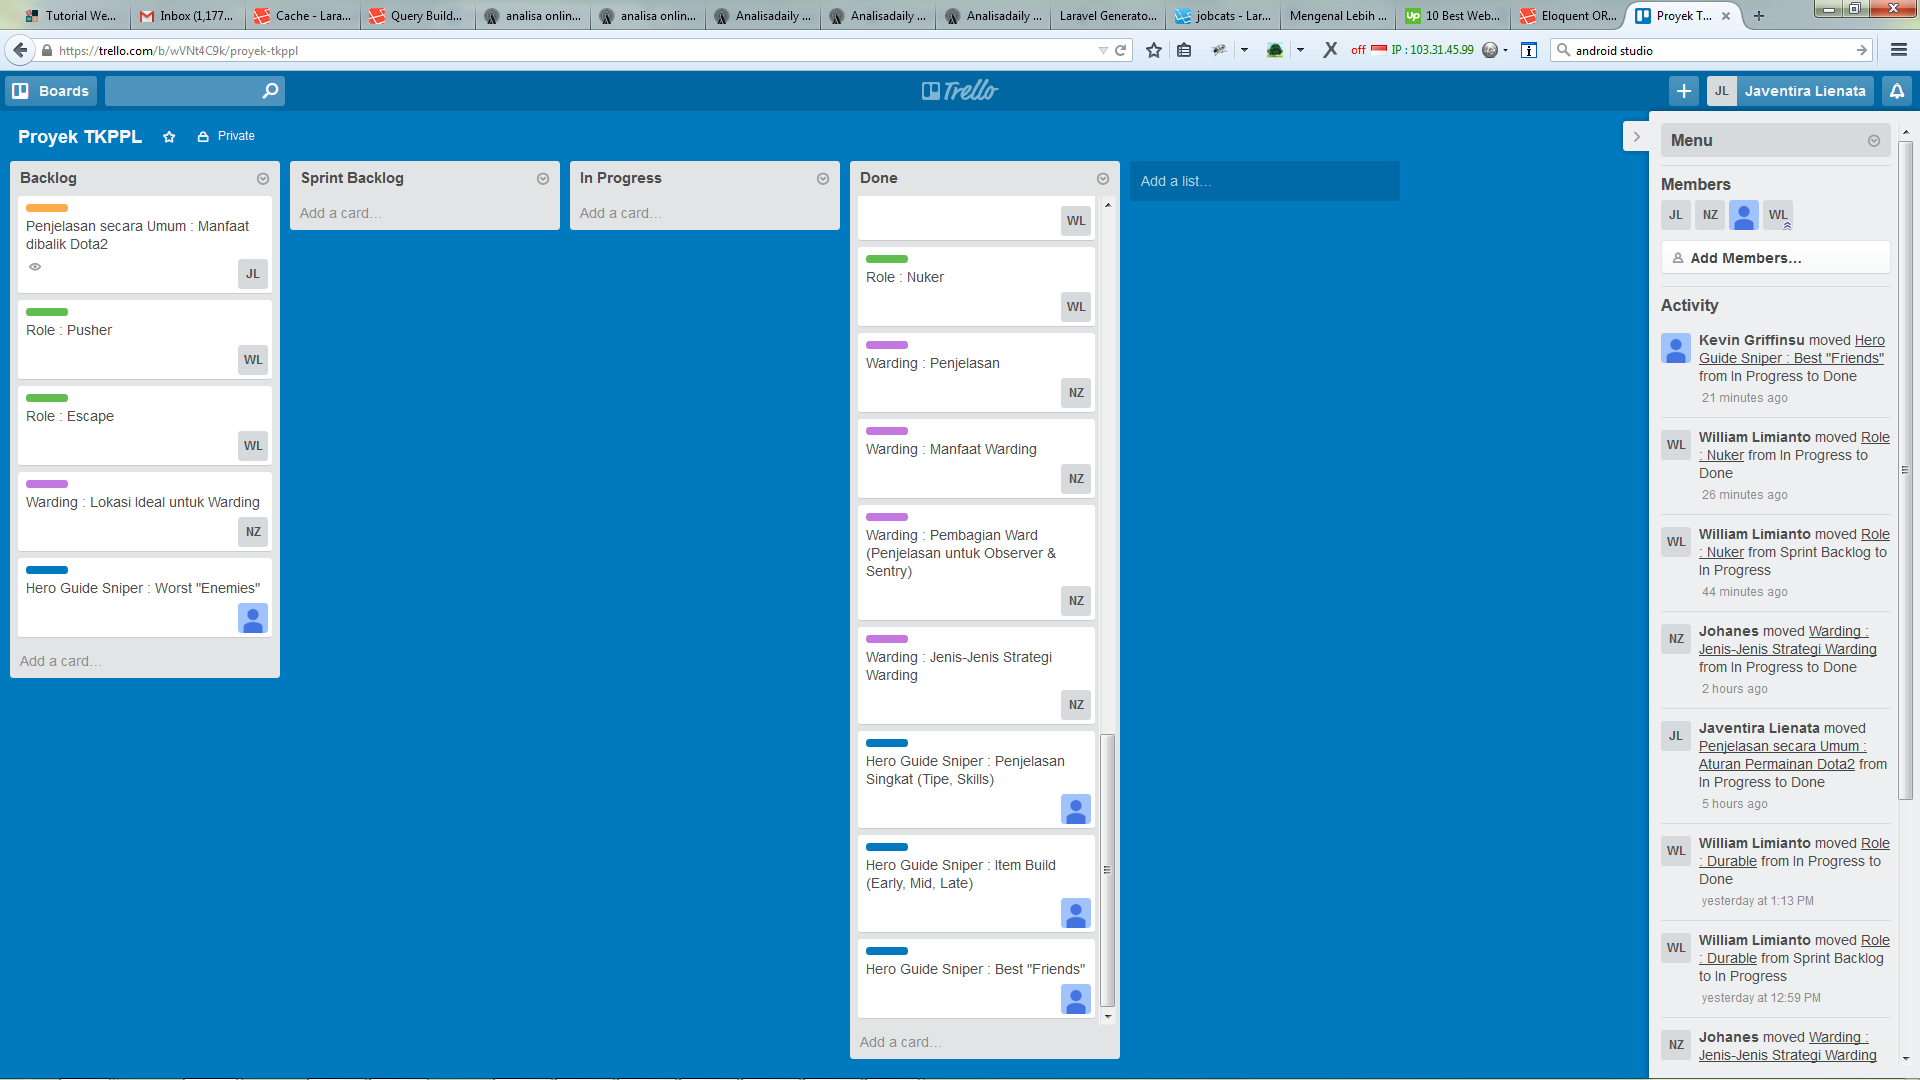 Tutorial We...
Inbox (1,177...
Cache - Lara...
Query Build...
analisa onlin...
analisa onlin...
Analisadaily ...
Analisadaily ...
Analisadaily ...
Laravel Generato...
jobcats - Lar...
Mengenal Lebih ...
Up 10 Best Web...
Eloquent OR...
Proyek T...
https://trello.com/b/wVNt4C9k/proyek-tkppl
X off IP : 103.31.45.99
android studio
Boards
Trello
JL Javentira Lienata
Proyek TKPPL
Private
Backlog
Penjelasan secara Umum : Manfaat
dibalik Dota2
JL
Role : Pusher
WL
Role : Escape
WL
Warding : Lokasi Ideal untuk Warding
NZ
Hero Guide Sniper : Worst "Enemies"
Add a card...
Sprint Backlog
Add a card...
In Progress
Add a card...
Done
WL
Role : Nuker
WL
Warding : Penjelasan
NZ
Warding : Manfaat Warding
NZ
Warding : Pembagian Ward
(Penjelasan untuk Observer &
Sentry)
NZ
Warding : Jenis-Jenis Strategi
Warding
NZ
Hero Guide Sniper : Penjelasan
Singkat (Tipe, Skills)
Hero Guide Sniper : Item Build
(Early, Mid, Late)
Hero Guide Sniper : Best "Friends"
Add a card...
Add a list...
Menu
Members
JL NZ WL
Add Members...
Activity
Kevin Griffinsu moved Hero
Guide Sniper : Best "Friends"
from In Progress to Done
21 minutes ago
WL
William Limianto moved Role
: Nuker from In Progress to
Done
26 minutes ago
WL
William Limianto moved Role
: Nuker from Sprint Backlog to
In Progress
44 minutes ago
NZ
Johanes moved Warding :
Jenis-Jenis Strategi Warding
from In Progress to Done
2 hours ago
JL
Javentira Lienata moved
Penjelasan secara Umum :
Aturan Permainan Dota2 from
In Progress to Done
5 hours ago
WL
William Limianto moved Role
: Durable from In Progress to
Done
yesterday at 1:13 PM
WL
William Limianto moved Role
: Durable from Sprint Backlog
to In Progress
yesterday at 12:59 PM
NZ
Johanes moved Warding :
Jenis-Jenis Strategi Warding